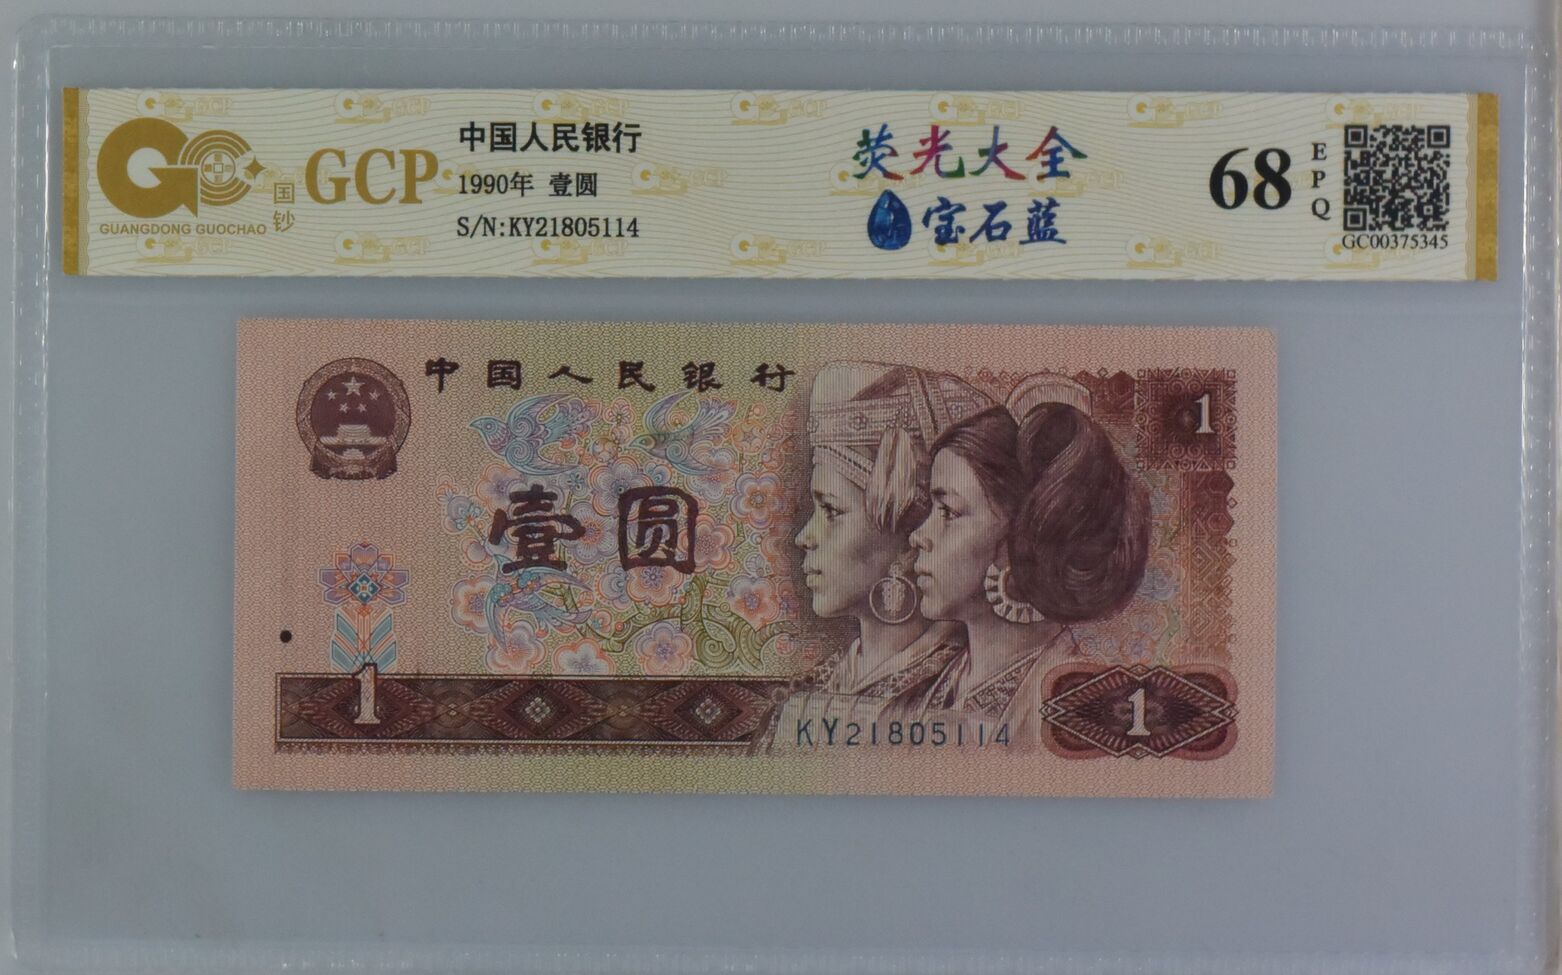 GUANGDONG GUOCHAO
国钞
GCP
中国人民银行
1990年 壹圆
S/N:KY21805114
荧光大全
宝石蓝
68
EPQ
GC00375345
中国人民银行
1
壹圆
1
KY21805114
1